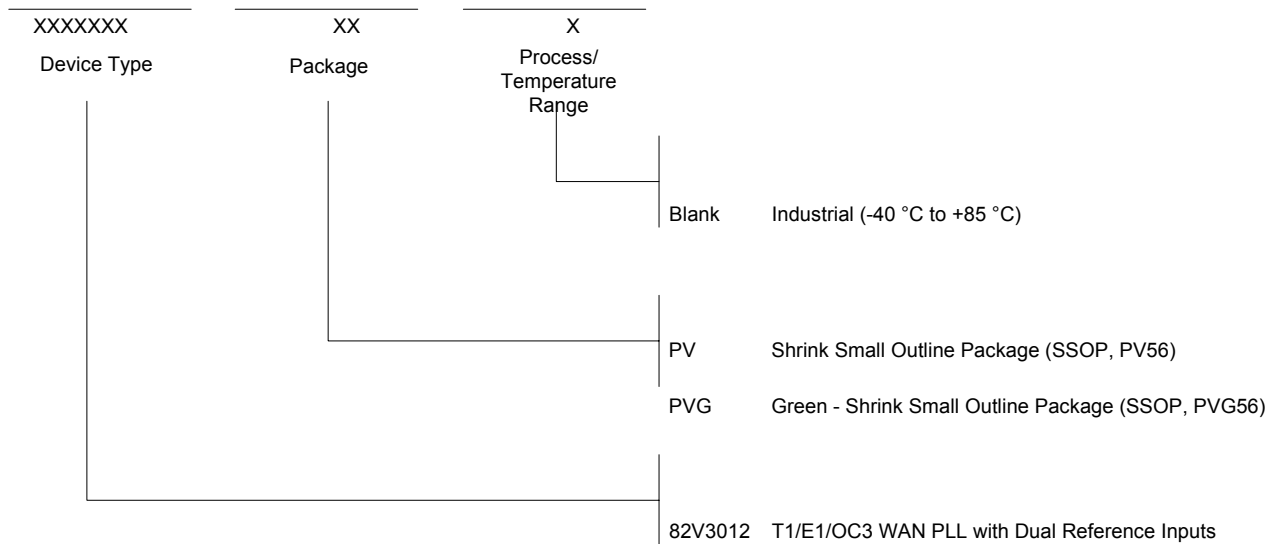 XXXXXXX XX X
Device Type Package Process/
Temperature
Range
Blank Industrial (-40 °C to +85 °C)
PV Shrink Small Outline Package (SSOP, PV56)
PVG Green - Shrink Small Outline Package (SSOP, PVG56)
82V3012 T1/E1/OC3 WAN PLL with Dual Reference Inputs